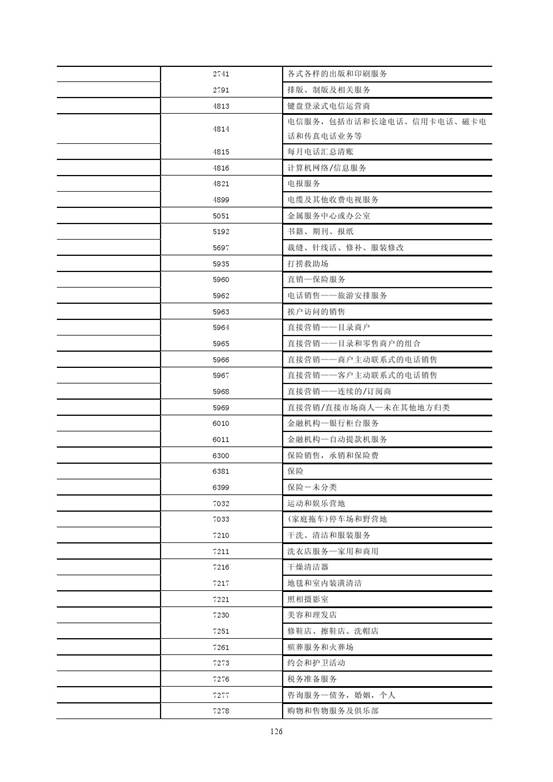 2741 各式各样的出版和印刷服务
2791 排版、制版及相关服务
4813 键盘登录式电信运营商
4814 电信服务，包括市话和长途电话、信用卡电话、磁卡电
话和传真电话业务等
4815 每月电话汇总清账
4816 计算机网络/信息服务
4821 电报服务
4899 电缆及其他收费电视服务
5051 金属服务中心或办公室
5192 书籍、期刊、报纸
5697 裁缝、针线活、修补、服装修改
5935 打捞救助场
5960 直销—保险服务
5962 电话销售——旅游安排服务
5963 挨户访问的销售
5964 直接营销——目录商户
5965 直接营销——目录和零售商户的组合
5966 直接营销——商户主动联系式的电话销售
5967 直接营销——客户主动联系式的电话销售
5968 直接营销——连续的/订阅商
5969 直接营销/直接市场商人—未在其他地方归类
6010 金融机构—银行柜台服务
6011 金融机构—自动提款机服务
6300 保险销售，承销和保险费
6381 保险
6399 保险－未分类
7032 运动和娱乐营地
7033 (家庭拖车)停车场和野营地
7210 干洗、清洁和服装服务
7211 洗衣店服务—家用和商用
7216 干燥清洁器
7217 地毯和室内装潢清洁
7221 照相摄影室
7230 美容和理发店
7251 修鞋店、擦鞋店、洗帽店
7261 殡葬服务和火葬场
7273 约会和护卫活动
7276 税务准备服务
7277 咨询服务—债务，婚姻，个人
7278 购物和售物服务及俱乐部
126